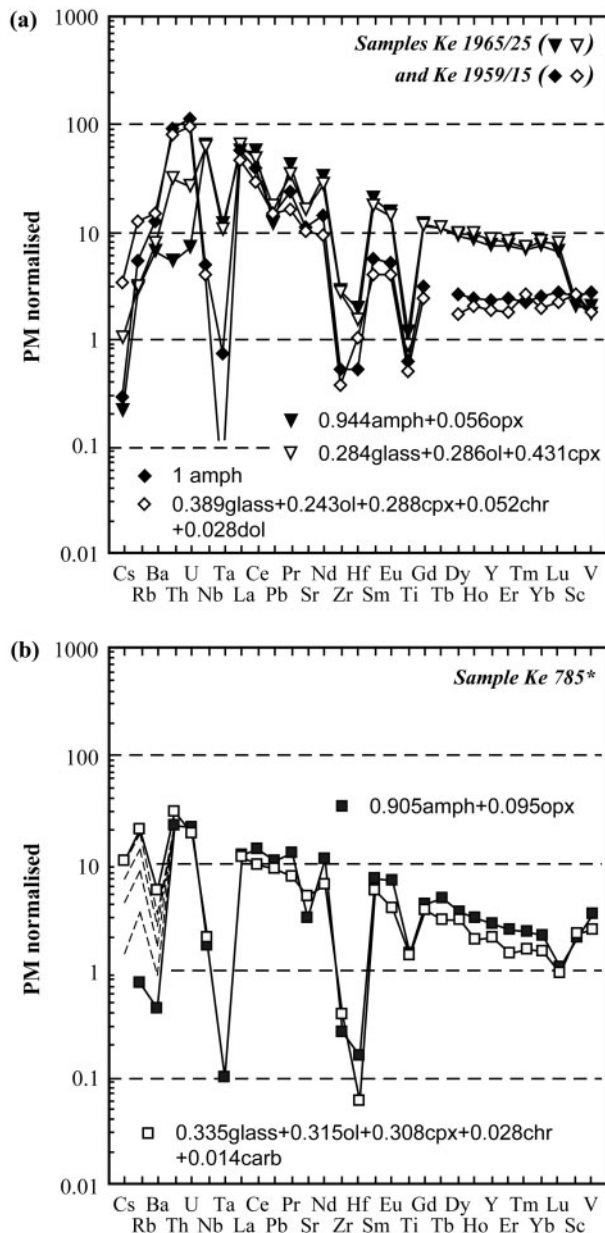 (a)
1000
Samples Ke 1965/25 (▼ ▽)
and Ke 1959/15 (◆ ◇)
100
10
1
0.1
0.01
PM normalised
▼ 0.944amph+0.056opx
▽ 0.284glass+0.286ol+0.431cpx
◆ 1 amph
◇ 0.389glass+0.243ol+0.288cpx+0.052chr
+0.028dol
Cs Ba U Ta Ce Pr Nd Hf Eu Gd Dy Y Tm Lu V
Rb Th Nb La Pb Sr Zr Sm Ti Tb Ho Er Yb Sc
(b)
1000
Sample Ke 785*
100
10
1
0.1
0.01
PM normalised
■ 0.905amph+0.095opx
□ 0.335glass+0.315ol+0.308cpx+0.028chr
+0.014carb
Cs Ba U Ta Ce Pr Nd Hf Eu Gd Dy Y Tm Lu V
Rb Th Nb La Pb Sr Zr Sm Ti Tb Ho Er Yb Sc